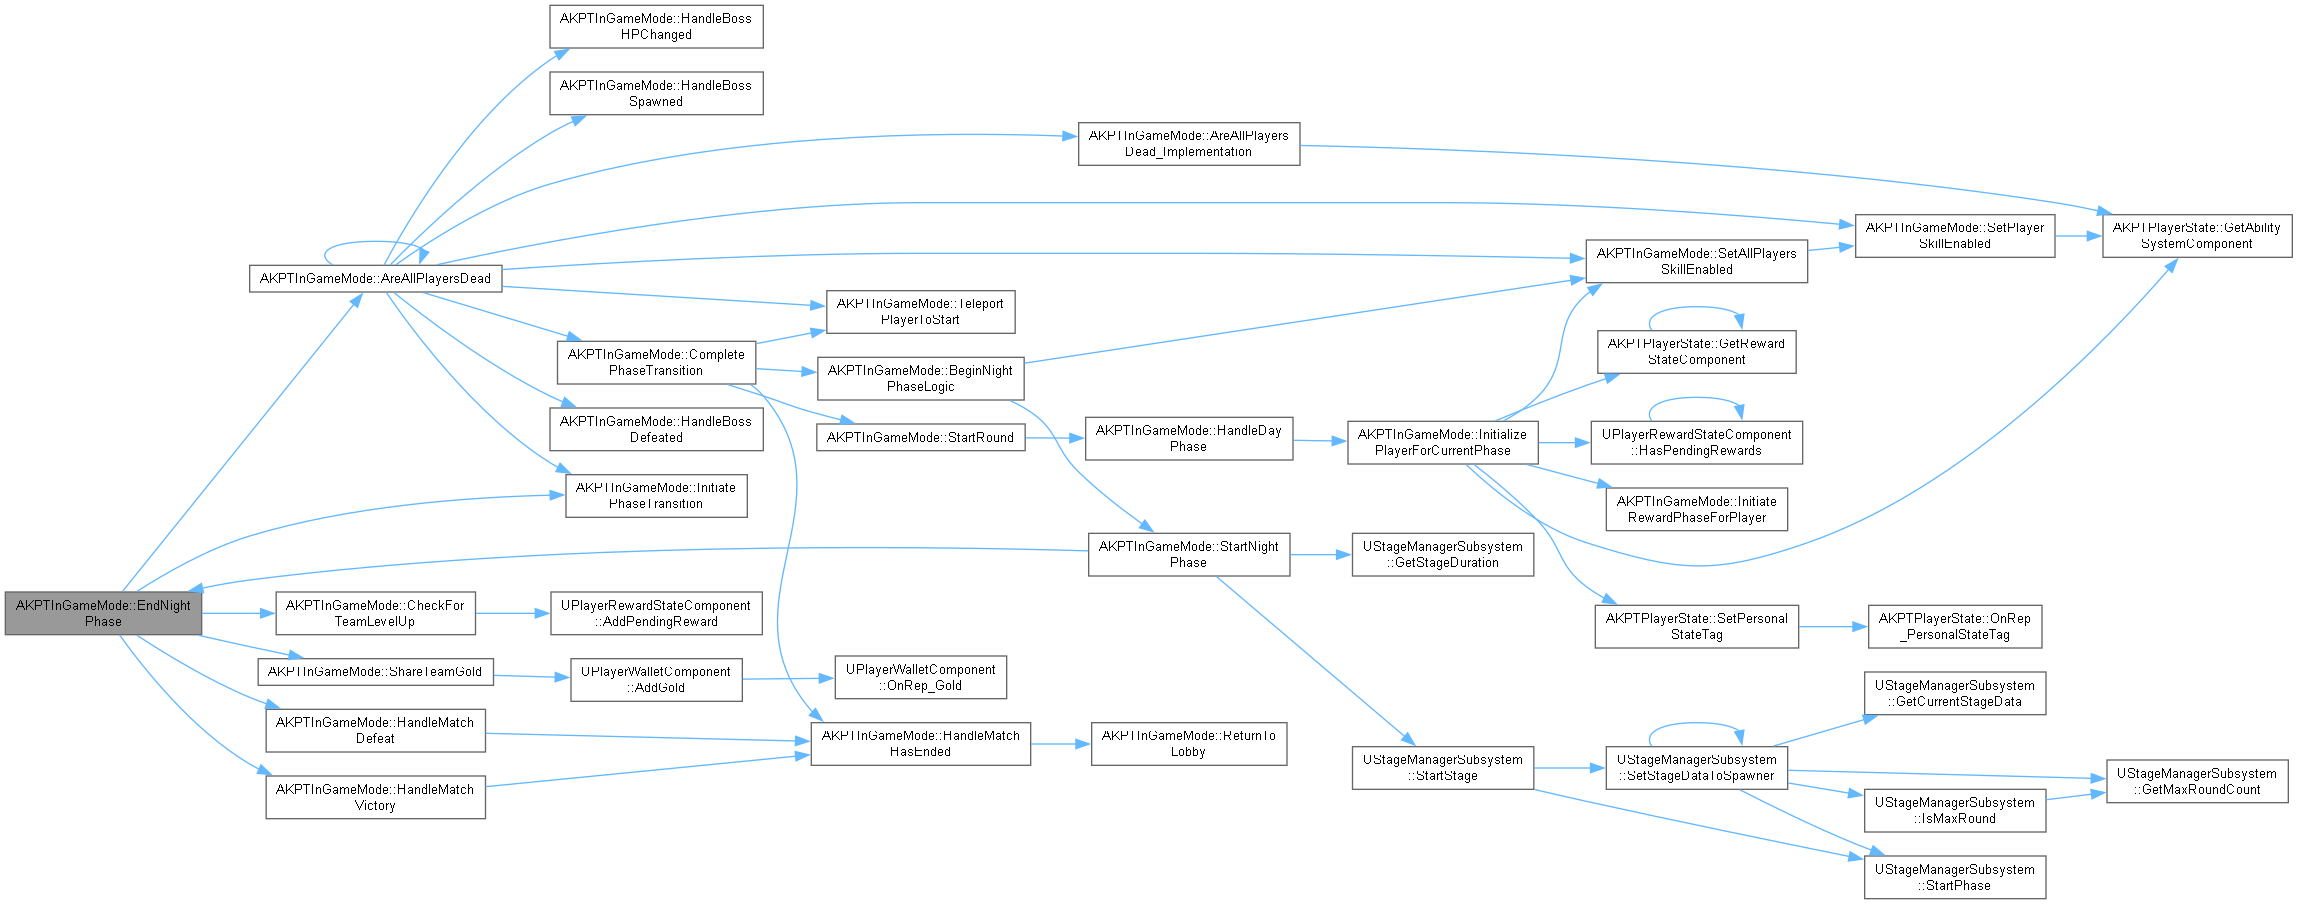 AKPTInGameMode::HandleBoss
HPChanged
AKPTInGameMode::HandleBoss
Spawned
AKPTInGameMode::AreAllPlayers
Dead_Implementation
AKPTInGameMode::SetPlayer
SkillEnabled
AKPTPlayerState::GetAbility
SystemComponent
AKPTInGameMode::SetAllPlayers
SkillEnabled
AKPTInGameMode::AreAllPlayersDead
AKPTInGameMode::Teleport
PlayerToStart
AKPTPlayerState::GetReward
StateComponent
AKPTInGameMode::Complete
PhaseTransition
AKPTInGameMode::BeginNight
PhaseLogic
AKPTInGameMode::HandleBoss
Defeated
AKPTInGameMode::StartRound
AKPTInGameMode::HandleDay
Phase
AKPTInGameMode::Initialize
PlayerForCurrentPhase
UPlayerRewardStateComponent
::HasPendingRewards
AKPTInGameMode::Initiate
PhaseTransition
AKPTInGameMode::Initiate
RewardPhaseForPlayer
AKPTInGameMode::StartNight
Phase
UStageManagerSubsystem
::GetStageDuration
AKPTInGameMode::EndNight
Phase
AKPTInGameMode::CheckFor
TeamLevelUp
UPlayerRewardStateComponent
::AddPendingReward
AKPTPlayerState::SetPersonal
StateTag
AKPTPlayerState::OnRep
_PersonalStateTag
AKPTInGameMode::ShareTeamGold
UPlayerWalletComponent
::AddGold
UPlayerWalletComponent
::OnRep_Gold
UStageManagerSubsystem
::GetCurrentStageData
AKPTInGameMode::HandleMatch
Defeat
AKPTInGameMode::HandleMatch
HasEnded
AKPTInGameMode::ReturnTo
Lobby
UStageManagerSubsystem
::StartStage
UStageManagerSubsystem
::SetStageDataToSpawner
UStageManagerSubsystem
::GetMaxRoundCount
AKPTInGameMode::HandleMatch
Victory
UStageManagerSubsystem
::IsMaxRound
UStageManagerSubsystem
::StartPhase